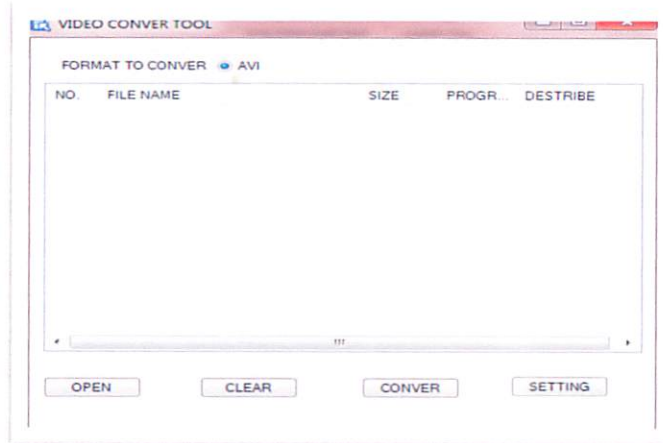 VIDEO CONVER TOOL
FORMAT TO CONVER AVI
NO. FILE NAME SIZE PROGR... DESTRIBE
OPEN CLEAR CONVER SETTING